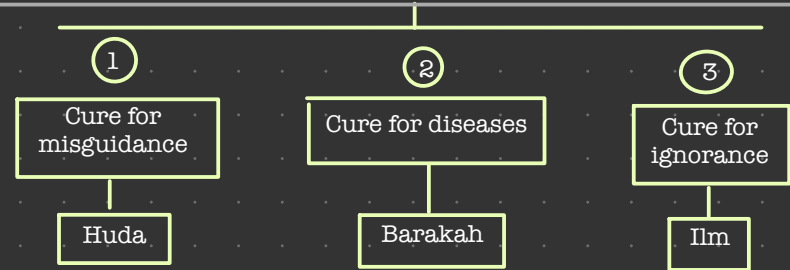 1
2
3
Cure for
misguidance
Cure for diseases
Cure for
ignorance
Huda
Barakah
Ilm